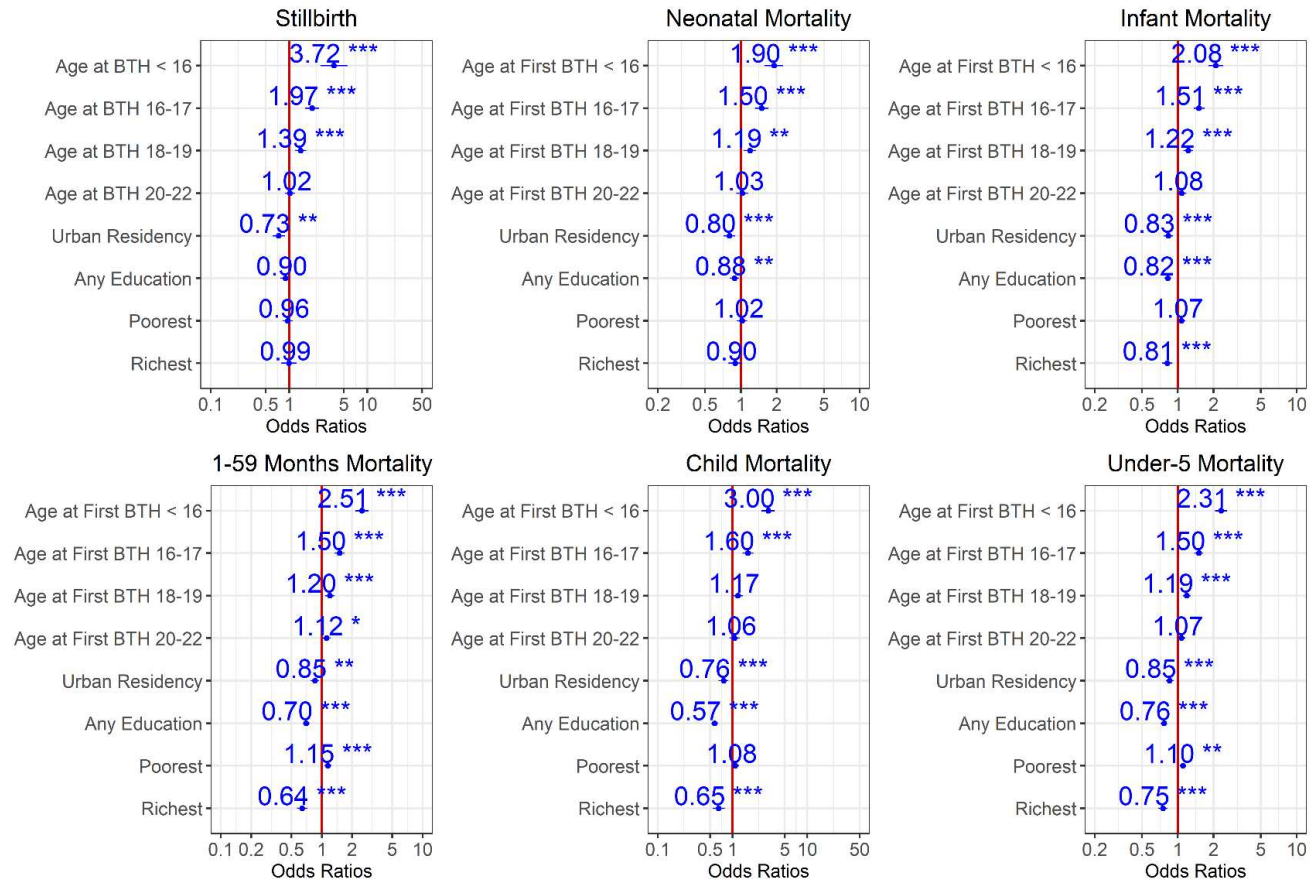 Stillbirth
Age at BTH < 16 3.72 ***
Age at BTH 16-17 1.97 ***
Age at BTH 18-19 1.39 ***
Age at BTH 20-22 1.02
Urban Residency 0.73 **
Any Education 0.90
Poorest 0.96
Richest 0.99
0.1 0.5 1 5 10 50
Odds Ratios
Neonatal Mortality
Age at First BTH < 16 1.90 ***
Age at First BTH 16-17 1.50 ***
Age at First BTH 18-19 1.19 **
Age at First BTH 20-22 1.03
Urban Residency 0.80 ***
Any Education 0.88 **
Poorest 1.02
Richest 0.90
0.2 0.5 1 2 5 10
Odds Ratios
Infant Mortality
Age at First BTH < 16 2.08 ***
Age at First BTH 16-17 1.51 ***
Age at First BTH 18-19 1.22 ***
Age at First BTH 20-22 1.08
Urban Residency 0.83 ***
Any Education 0.82 ***
Poorest 1.07
Richest 0.81 ***
0.2 0.5 1 2 5 10
Odds Ratios
1-59 Months Mortality
Age at First BTH < 16 2.51 ***
Age at First BTH 16-17 1.50 ***
Age at First BTH 18-19 1.20 ***
Age at First BTH 20-22 1.12 *
Urban Residency 0.85 **
Any Education 0.70 ***
Poorest 1.15 ***
Richest 0.64 ***
0.1 0.2 0.5 1 2 5 10
Odds Ratios
Child Mortality
Age at First BTH < 16 3.00 ***
Age at First BTH 16-17 1.60 ***
Age at First BTH 18-19 1.17
Age at First BTH 20-22 1.06
Urban Residency 0.76 ***
Any Education 0.57 ***
Poorest 1.08
Richest 0.65 ***
0.1 0.5 1 5 10 50
Odds Ratios
Under-5 Mortality
Age at First BTH < 16 2.31 ***
Age at First BTH 16-17 1.50 ***
Age at First BTH 18-19 1.19 ***
Age at First BTH 20-22 1.07
Urban Residency 0.85 ***
Any Education 0.76 ***
Poorest 1.10 **
Richest 0.75 ***
0.2 0.5 1 2 5 10
Odds Ratios